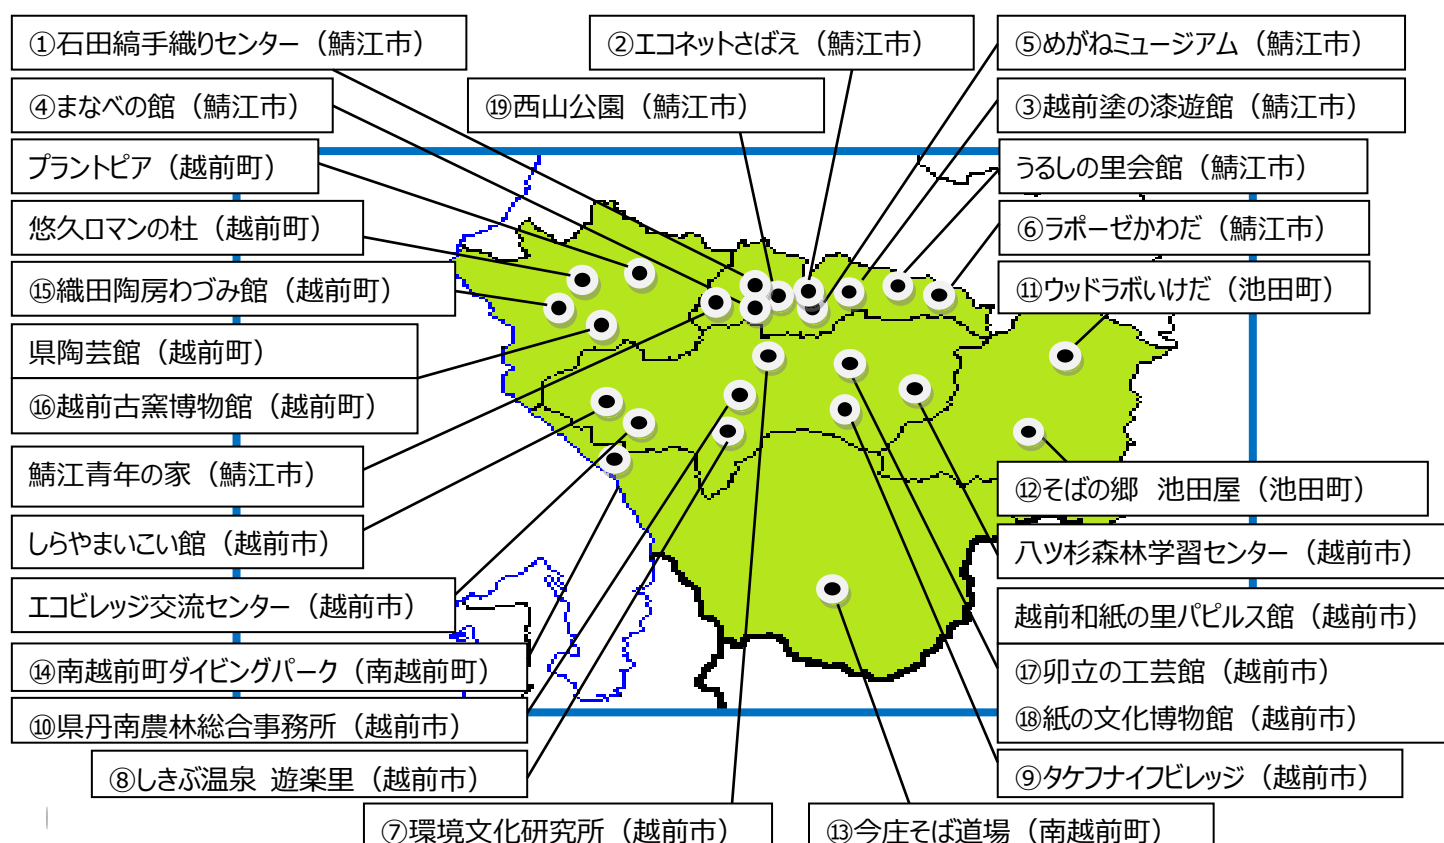 ①石田縞手織りセンター（鯖江市）
②エコネットさばえ（鯖江市）
⑤めがねミュージアム（鯖江市）
④まなべの館（鯖江市）
⑲西山公園（鯖江市）
③越前塗の漆遊館（鯖江市）
プラントピア（越前町）
うるしの里会館（鯖江市）
悠久ロマンの杜（越前町）
⑥ラポーゼかわだ（鯖江市）
⑮織田陶房わづみ館（越前町）
⑪ウッドラボいけだ（池田町）
県陶芸館（越前町）
⑯越前古窯博物館（越前町）
鯖江青年の家（鯖江市）
⑫そばの郷 池田屋（池田町）
しらやまいこい館（越前市）
八ツ杉森林学習センター（越前市）
エコビレッジ交流センター（越前市）
越前和紙の里パピルス館（越前市）
⑭南越前町ダイビングパーク（南越前町）
⑰卯立の工芸館（越前市）
⑩県丹南農林総合事務所（越前市）
⑱紙の文化博物館（越前市）
⑧しきぶ温泉 遊楽里（越前市）
⑨タケフナイフビレッジ（越前市）
⑦環境文化研究所（越前市）
⑬今庄そば道場（南越前町）